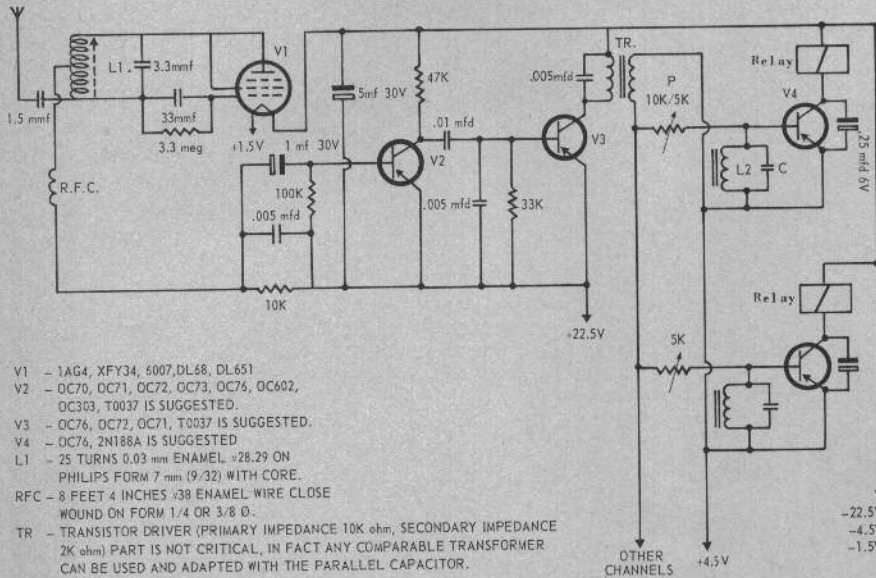 TR.
V1
Relay
L1.
3.3mmf
P
10K/5K
V4
.005mfd
47K
5mf 30V
.01 mfd
1.5 mmf
33mmf
3.3 meg
+1.5V
1 mf 30V
V2
V3
.25 mfd 6V
L2
C
R.F.C.
100K
.005 mfd
.005 mfd
33K
10K
Relay
+22.5V
5K
V1 – 1AG4, XFY34, 6007, DL68, DL651
V2 – OC70, OC71, OC72, OC73, OC76, OC602,
OC303, T0037 IS SUGGESTED.
V3 – OC76, OC72, OC71, T0037 IS SUGGESTED.
V4 – OC76, 2N188A IS SUGGESTED
L1 – 25 TURNS 0.03 mm ENAMEL #28.29 ON
PHILIPS FORM 7 mm (9/32) WITH CORE.
RFC – 8 FEET 4 INCHES #38 ENAMEL WIRE CLOSE
WOUND ON FORM 1/4 OR 3/8 Ø.
TR – TRANSISTOR DRIVER (PRIMARY IMPEDANCE 10K ohm, SECONDARY IMPEDANCE
2K ohm) PART IS NOT CRITICAL, IN FACT ANY COMPARABLE TRANSFORMER
CAN BE USED AND ADAPTED WITH THE PARALLEL CAPACITOR.
OTHER
CHANNELS
+4.5V
-22.5V
-4.5V
-1.5V